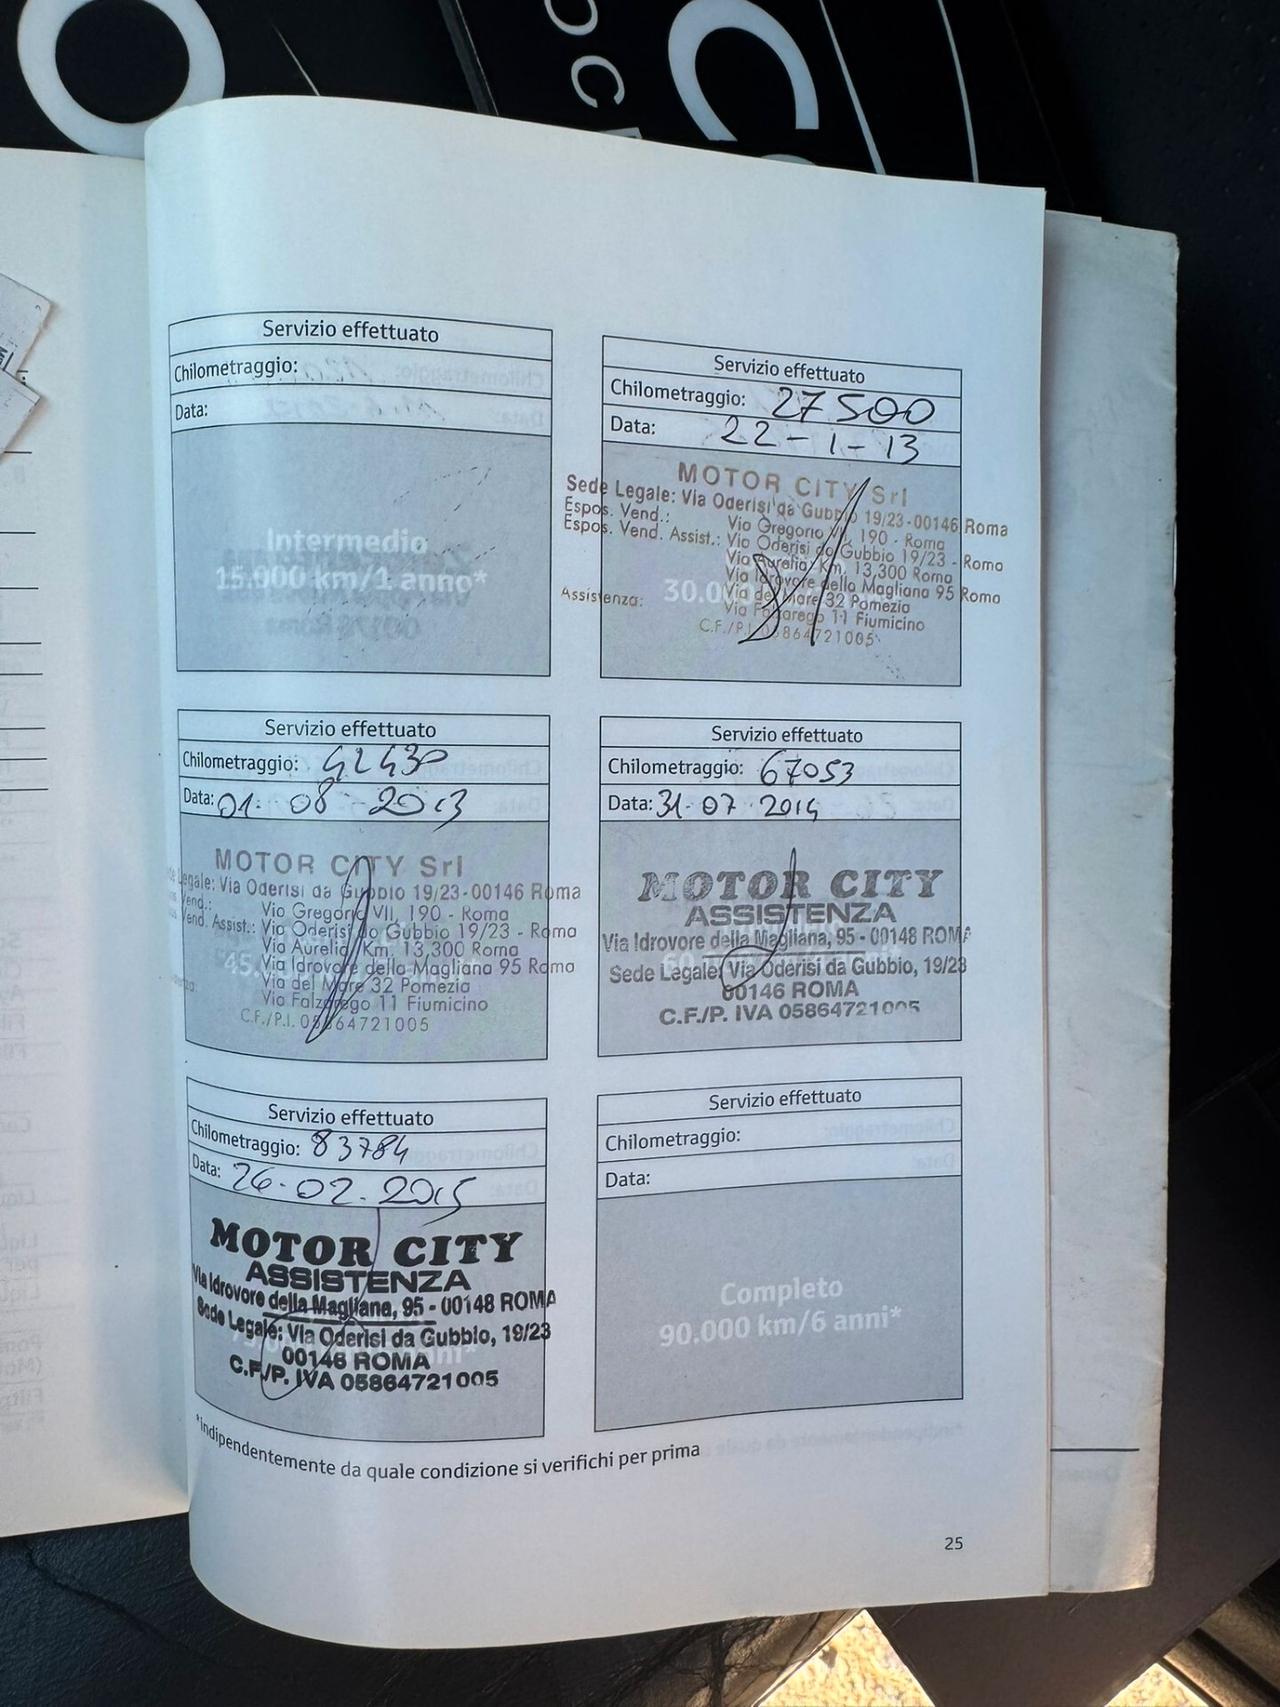 Servizio effettuato
Chilometraggio:
Data:
Intermedio
15.000 km/1 anno*
Servizio effettuato
Chilometraggio: 27500
Data: 22-1-13
MOTOR CITY Srl
Sede Legale: Via Oderisi da Gubbio 19/23-00146 Roma
Espos. Vend.: Via Gregorio VII, 190 - Roma
Espos. Vend. Assist.: Via Oderisi da Gubbio 19/23 - Roma
Via Aurelia Km. 13,300 Roma
Via Idrovore della Magliana 95 Roma
Assistenza: Via del Mare 32 Pomezia
Via Falzarego 11 Fiumicino
C.F./P.I. 05864721005
Servizio effettuato
Chilometraggio: 42430
Data: 01-08-2013
MOTOR CITY Srl
Legale: Via Oderisi da Gubbio 19/23-00146 Roma
Vend.: Via Gregorio VII, 190 - Roma
Vend. Assist.: Via Oderisi do Gubbio 19/23 - Roma
Via Aurelia Km. 13,300 Roma
Via Idrovore della Magliana 95 Roma
Via del Mare 32 Pomezia
Via Falzarego 11 Fiumicino
C.F./P.I. 05864721005
Servizio effettuato
Chilometraggio: 67053
Data: 31-07-2014
MOTOR CITY
ASSISTENZA
Via Idrovore della Magliana, 95 - 00148 ROMA
Sede Legale: Via Oderisi da Gubbio, 19/23
00146 ROMA
C.F./P. IVA 05864721005
Servizio effettuato
Chilometraggio: 83784
Data: 26-02-2015
MOTOR CITY
ASSISTENZA
Via Idrovore della Magliana, 95 - 00148 ROMA
Sede Legale: Via Oderisi da Gubbio, 19/23
00146 ROMA
C.F./P. IVA 05864721005
Servizio effettuato
Chilometraggio:
Data:
Completo
90.000 km/6 anni*
*Indipendentemente da quale condizione si verifichi per prima
25